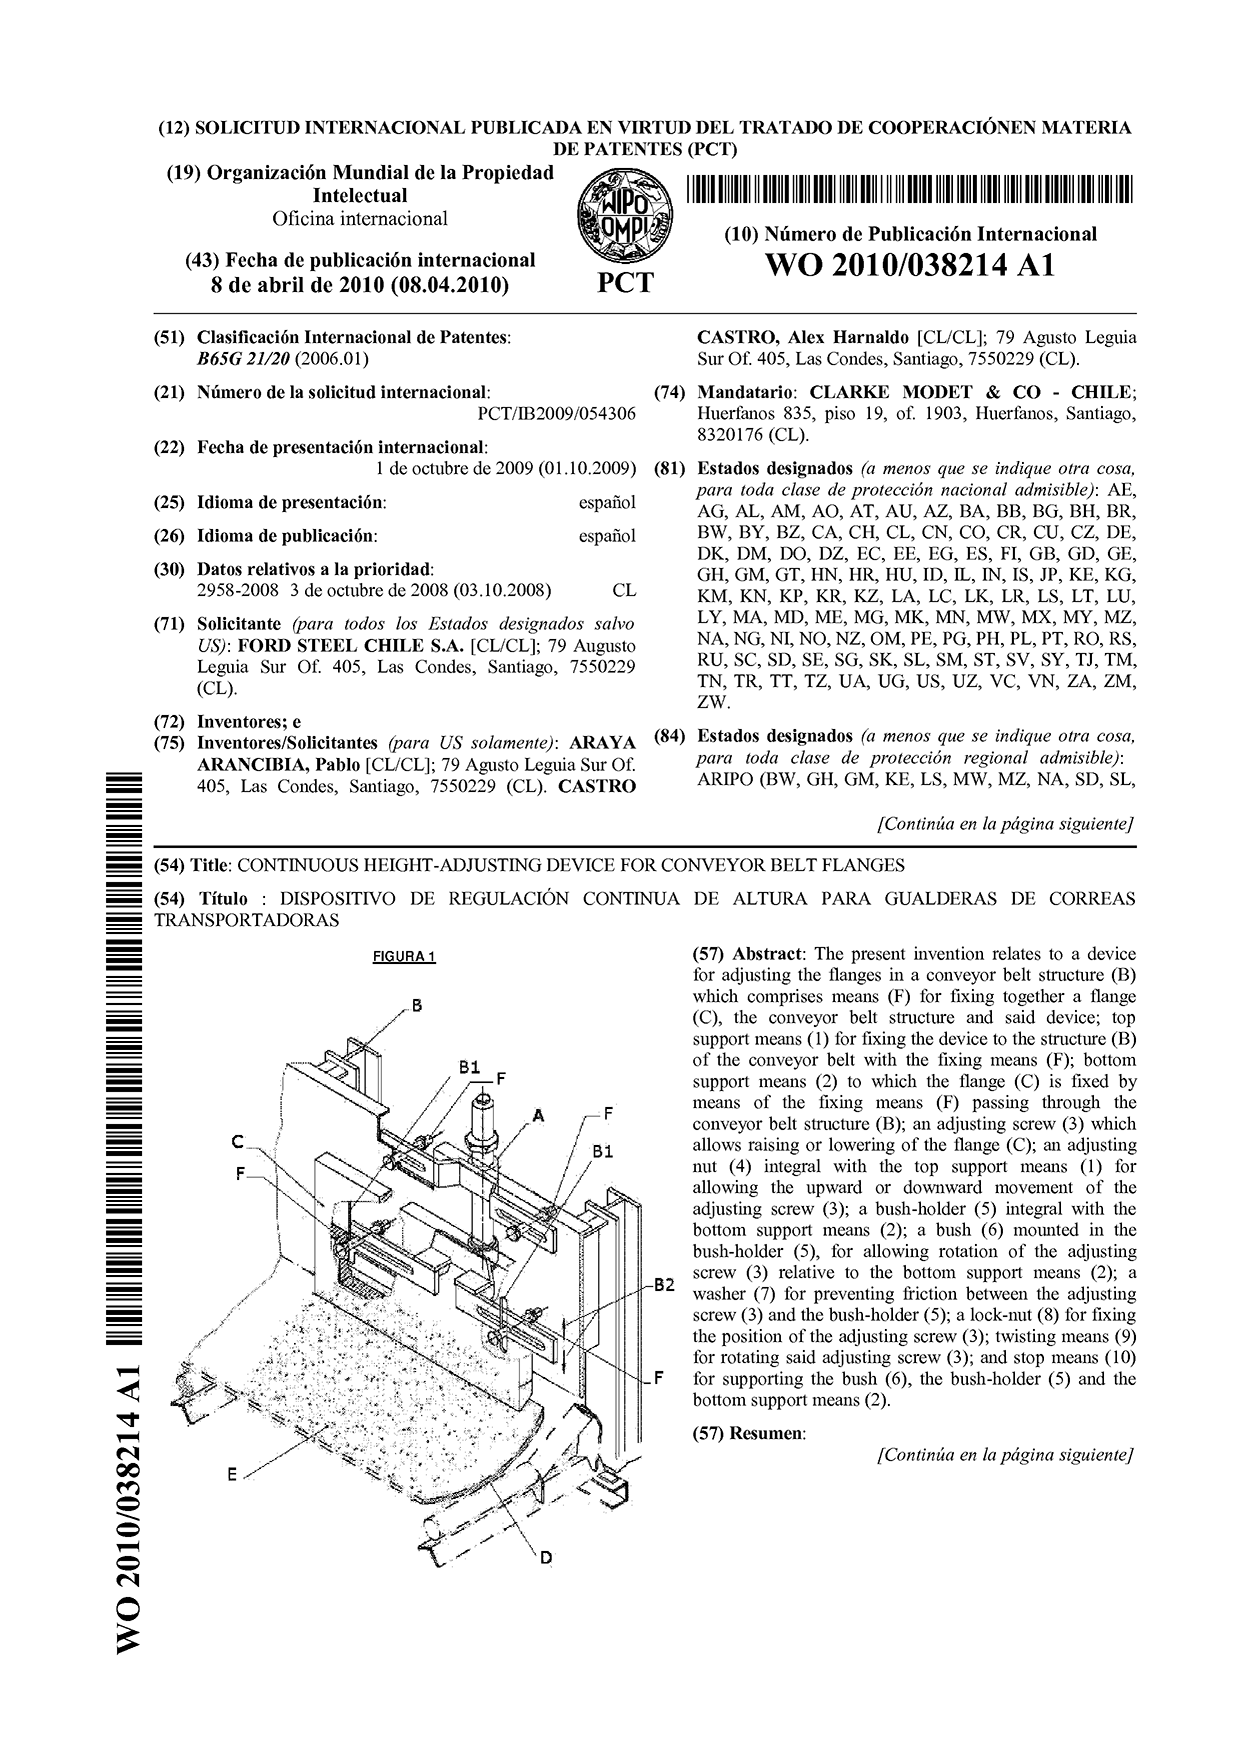 (12) SOLICITUD INTERNACIONAL PUBLICADA EN VIRTUD DEL TRATADO DE COOPERACIÓNEN MATERIA
DE PATENTES (PCT)
(19) Organización Mundial de la Propiedad
Intelectual
Oficina internacional
(43) Fecha de publicación internacional
8 de abril de 2010 (08.04.2010)
WIPO
OMPI
PCT
(10) Número de Publicación Internacional
WO 2010/038214 A1
(51) Clasificación Internacional de Patentes:
B65G 21/20 (2006.01)
(21) Número de la solicitud internacional:
PCT/IB2009/054306
(22) Fecha de presentación internacional:
1 de octubre de 2009 (01.10.2009)
(25) Idioma de presentación: español
(26) Idioma de publicación: español
(30) Datos relativos a la prioridad:
2958-2008 3 de octubre de 2008 (03.10.2008) CL
(71) Solicitante (para todos los Estados designados salvo
US): FORD STEEL CHILE S.A. [CL/CL]; 79 Augusto
Leguia Sur Of. 405, Las Condes, Santiago, 7550229
(CL).
(72) Inventores; e
(75) Inventores/Solicitantes (para US solamente): ARAYA
ARANCIBIA, Pablo [CL/CL]; 79 Agusto Leguia Sur Of.
405, Las Condes, Santiago, 7550229 (CL). CASTRO
CASTRO, Alex Harnaldo [CL/CL]; 79 Agusto Leguia
Sur Of. 405, Las Condes, Santiago, 7550229 (CL).
(74) Mandatario: CLARKE MODET & CO - CHILE;
Huerfanos 835, piso 19, of. 1903, Huerfanos, Santiago,
8320176 (CL).
(81) Estados designados (a menos que se indique otra cosa,
para toda clase de protección nacional admisible): AE,
AG, AL, AM, AO, AT, AU, AZ, BA, BB, BG, BH, BR,
BW, BY, BZ, CA, CH, CL, CN, CO, CR, CU, CZ, DE,
DK, DM, DO, DZ, EC, EE, EG, ES, FI, GB, GD, GE,
GH, GM, GT, HN, HR, HU, ID, IL, IN, IS, JP, KE, KG,
KM, KN, KP, KR, KZ, LA, LC, LK, LR, LS, LT, LU,
LY, MA, MD, ME, MG, MK, MN, MW, MX, MY, MZ,
NA, NG, NI, NO, NZ, OM, PE, PG, PH, PL, PT, RO, RS,
RU, SC, SD, SE, SG, SK, SL, SM, ST, SV, SY, TJ, TM,
TN, TR, TT, TZ, UA, UG, US, UZ, VC, VN, ZA, ZM,
ZW.
(84) Estados designados (a menos que se indique otra cosa,
para toda clase de protección regional admisible):
ARIPO (BW, GH, GM, KE, LS, MW, MZ, NA, SD, SL,
[Continúa en la página siguiente]
(54) Title: CONTINUOUS HEIGHT-ADJUSTING DEVICE FOR CONVEYOR BELT FLANGES
(54) Título : DISPOSITIVO DE REGULACIÓN CONTINUA DE ALTURA PARA GUALDERAS DE CORREAS
TRANSPORTADORAS
FIGURA 1
B
B1
F
A
F
B1
C
F
B2
F
E
D
(57) Abstract: The present invention relates to a device
for adjusting the flanges in a conveyor belt structure (B)
which comprises means (F) for fixing together a flange
(C), the conveyor belt structure and said device; top
support means (1) for fixing the device to the structure (B)
of the conveyor belt with the fixing means (F); bottom
support means (2) to which the flange (C) is fixed by
means of the fixing means (F) passing through the
conveyor belt structure (B); an adjusting screw (3) which
allows raising or lowering of the flange (C); an adjusting
nut (4) integral with the top support means (1) for
allowing the upward or downward movement of the
adjusting screw (3); a bush-holder (5) integral with the
bottom support means (2); a bush (6) mounted in the
bush-holder (5), for allowing rotation of the adjusting
screw (3) relative to the bottom support means (2); a
washer (7) for preventing friction between the adjusting
screw (3) and the bush-holder (5); a lock-nut (8) for fixing
the position of the adjusting screw (3); twisting means (9)
for rotating said adjusting screw (3); and stop means (10)
for supporting the bush (6), the bush-holder (5) and the
bottom support means (2).
(57) Resumen:
[Continúa en la página siguiente]
WO 2010/038214 A1